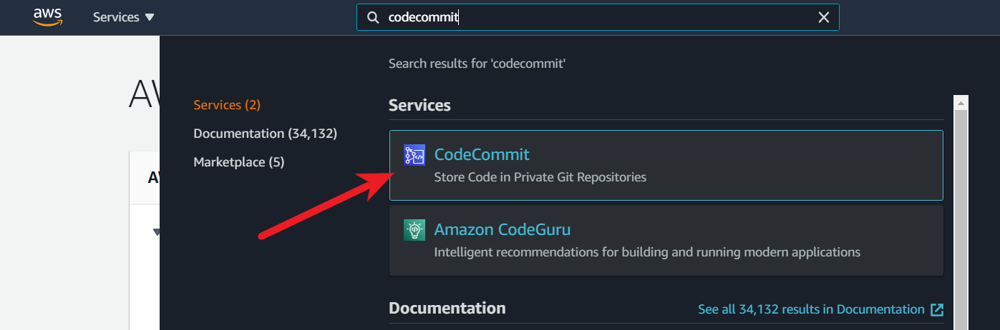 aws
Services
codecommit
Search results for 'codecommit'
Services (2)
Documentation (34,132)
Marketplace (5)
Services
CodeCommit
Store Code in Private Git Repositories
Amazon CodeGuru
Intelligent recommendations for building and running modern applications
Documentation
See all 34,132 results in Documentation